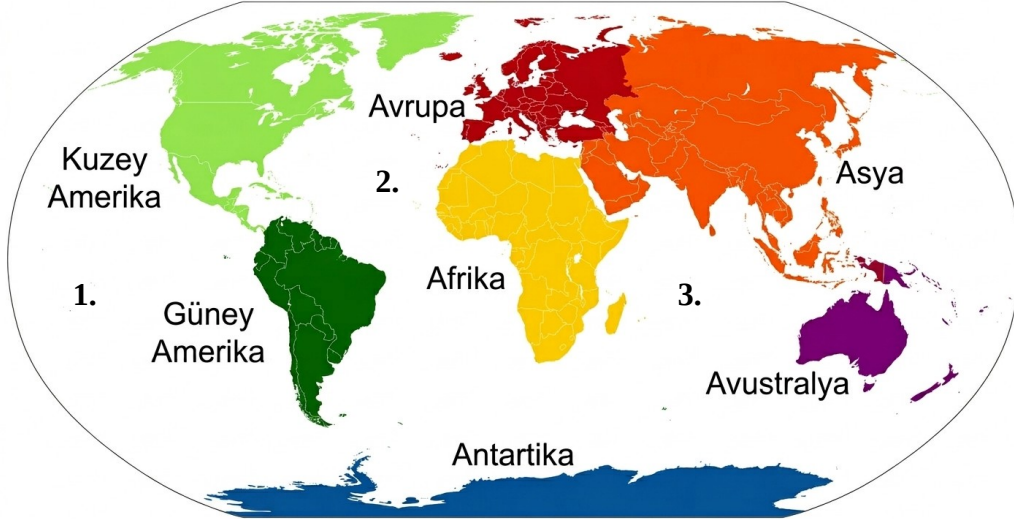 Avrupa
Kuzey
Amerika
2.
Asya
Afrika
1.
3.
Güney
Amerika
Avustralya
Antartika